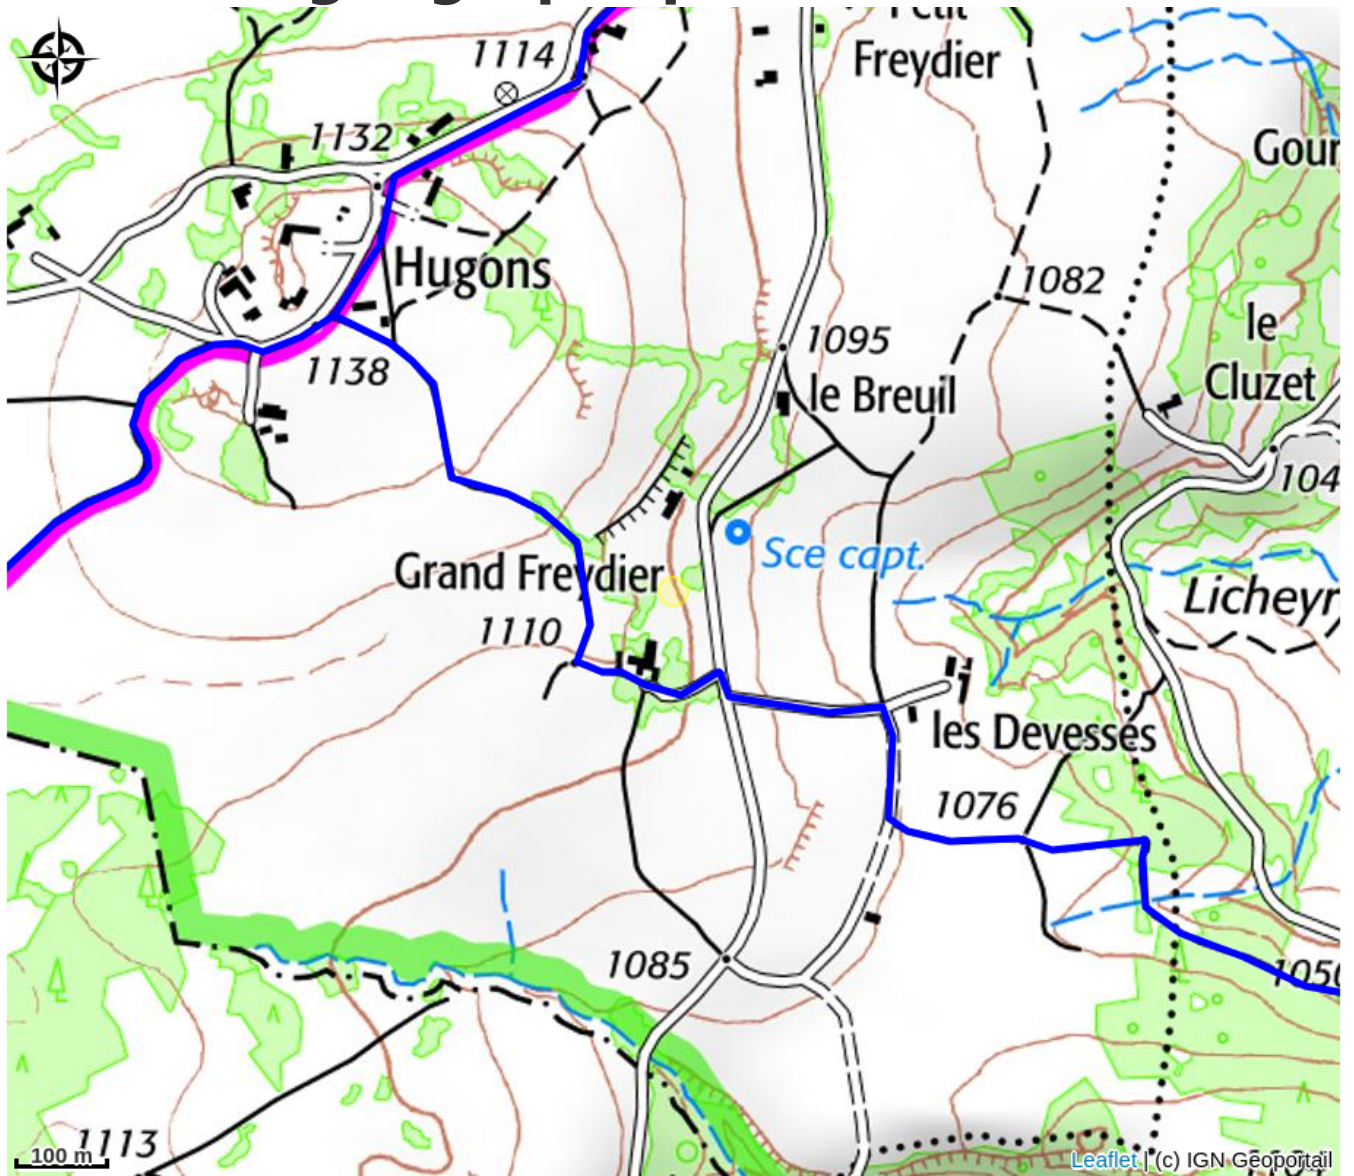 Petit
1114
Freydier
1132
Gour
Hugons
1082
le
Cluzet
1095
1138
le Breuil
104
Sce capt.
Grand Freydier
Licheyr
1110
les Devesses
1076
1085
1050
1113
100 m
Leaflet | (c) IGN Géoportail